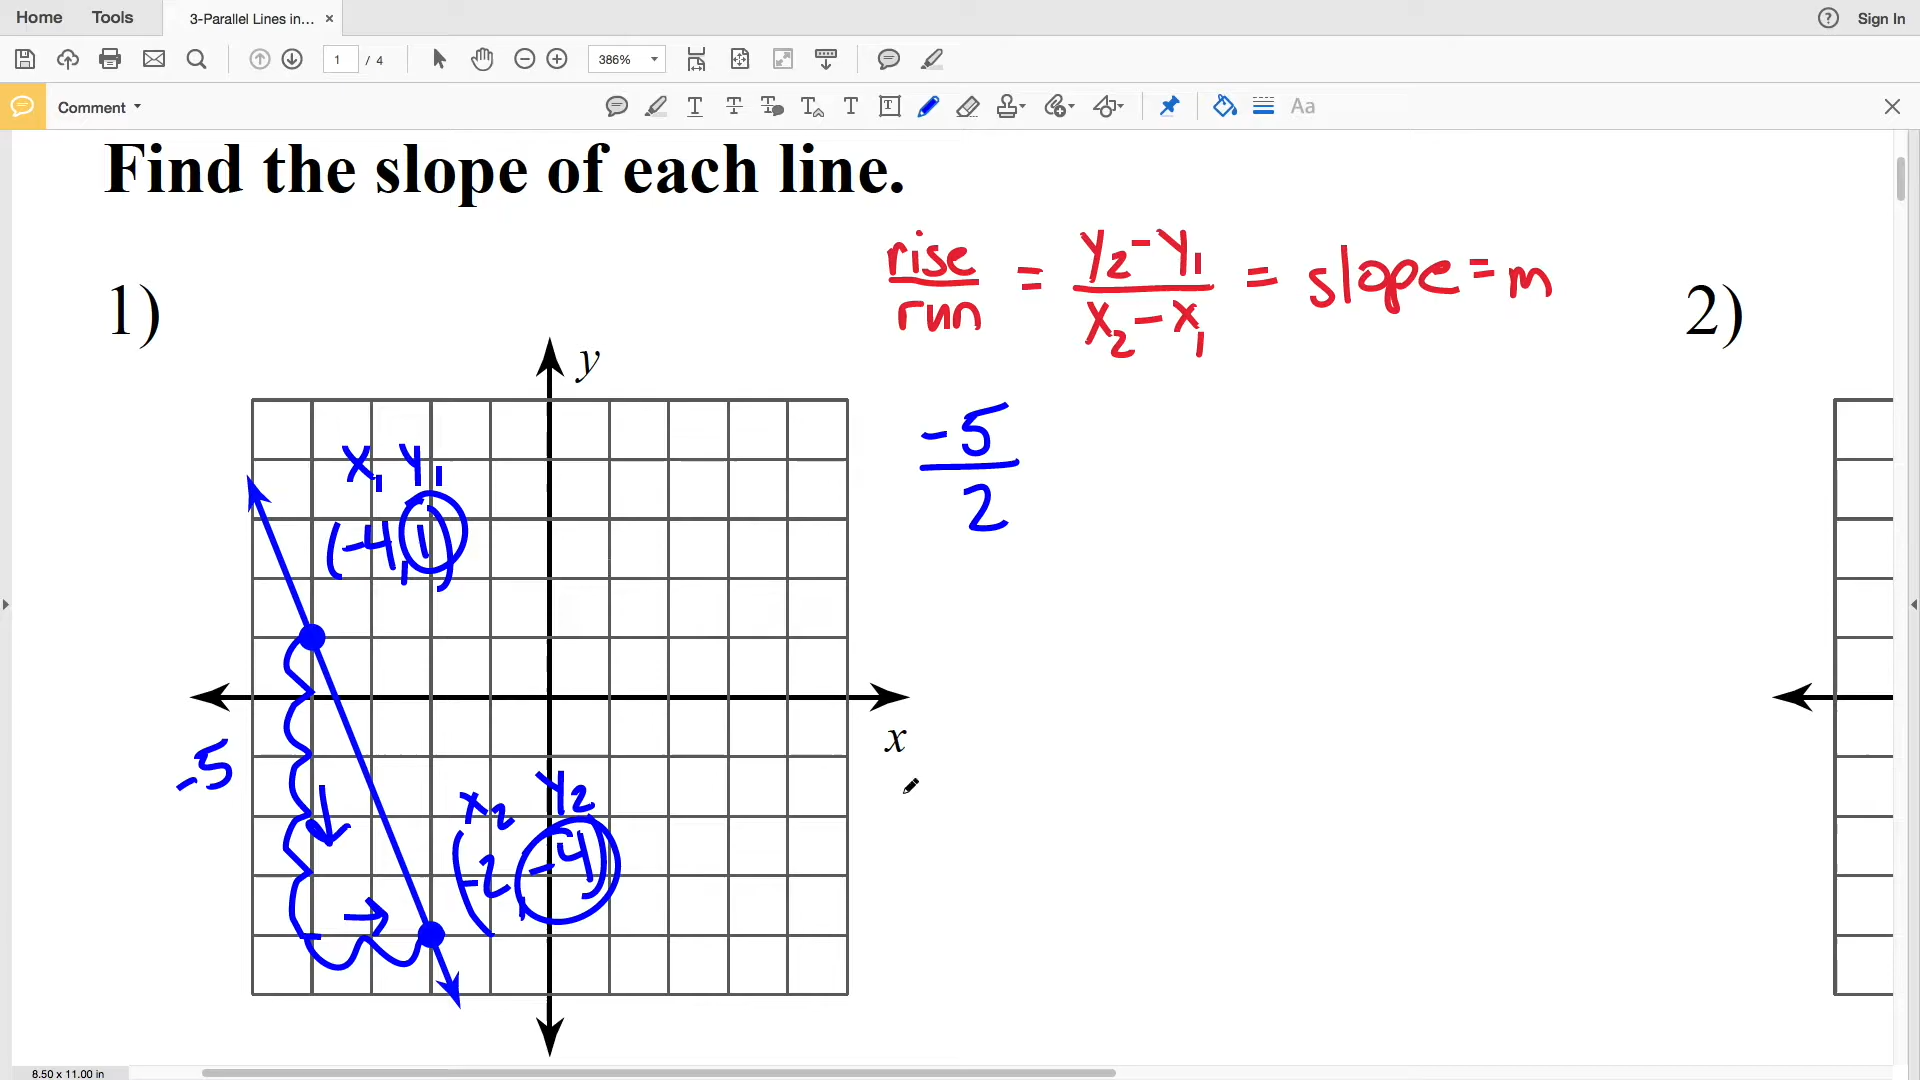 Home Tools 3-Parallel Lines in... × ? Sign In
1 / 4 386%
Comment Aa
Find the slope of each line.
rise/run = y₂-y₁/x₂-x₁ = slope = m
1) 2)
y
-5/2
x₁ y₁
(-4,1)
x
-5
x₂ y₂
(-2,-4)
8.50 x 11.00 in